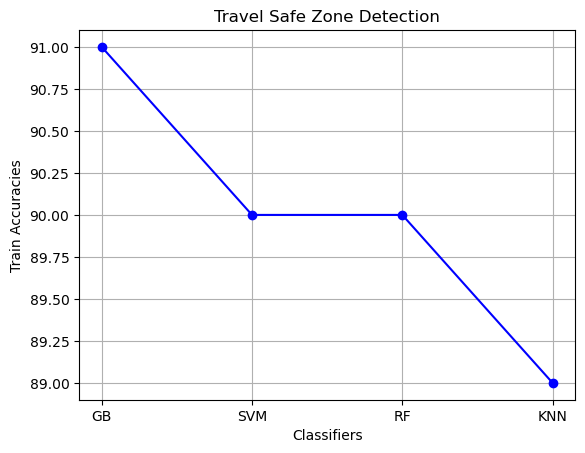 Travel Safe Zone Detection
Train Accuracies
91.00
90.75
90.50
90.25
90.00
89.75
89.50
89.25
89.00
GB SVM RF KNN
Classifiers